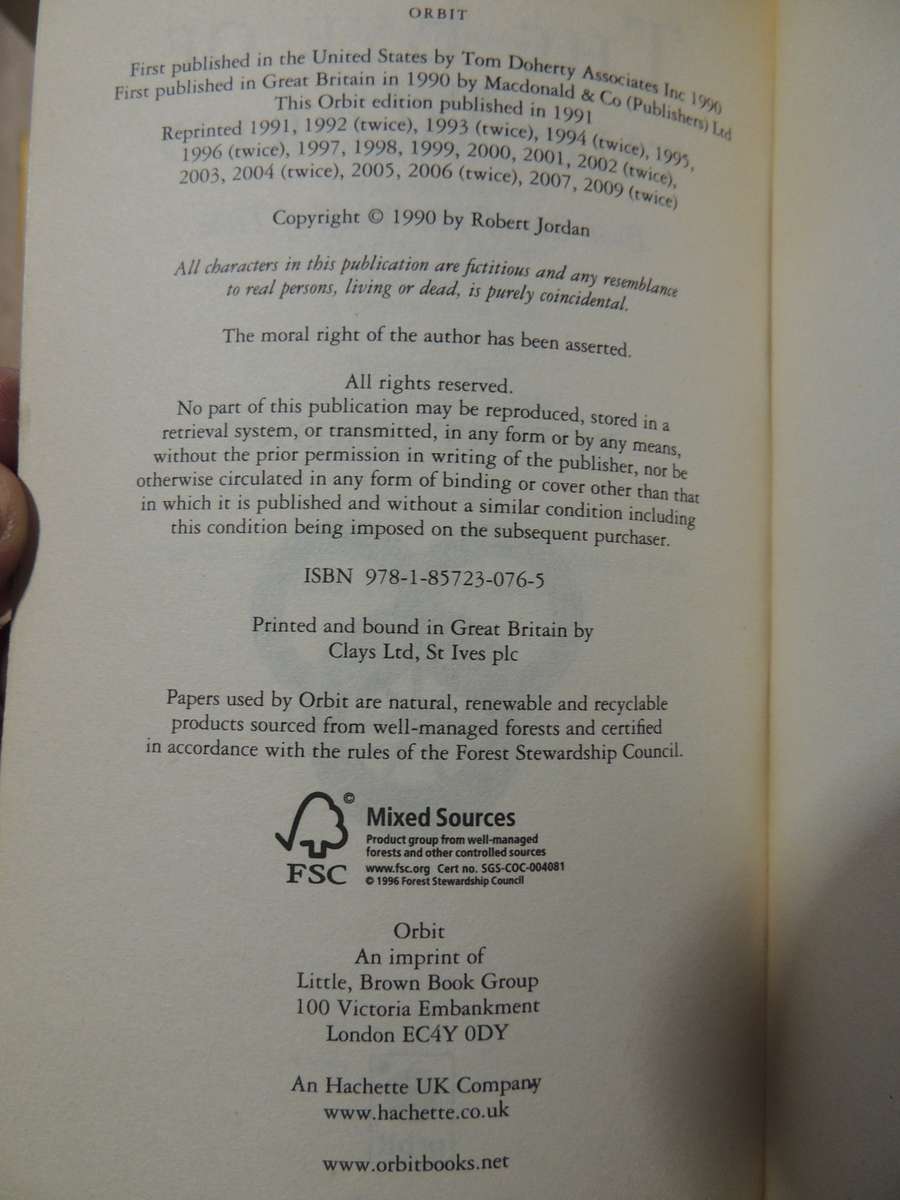 ORBIT
First published in the United States by Tom Doherty Associates Inc 1990
First published in Great Britain in 1990 by Macdonald & Co (Publishers) Ltd
This Orbit edition published in 1991
Reprinted 1991, 1992 (twice), 1993 (twice), 1994 (twice), 1995,
1996 (twice), 1997, 1998, 1999, 2000, 2001, 2002 (twice),
2003, 2004 (twice), 2005, 2006 (twice), 2007, 2009 (twice)
Copyright © 1990 by Robert Jordan
All characters in this publication are fictitious and any resemblance
to real persons, living or dead, is purely coincidental.
The moral right of the author has been asserted.
All rights reserved.
No part of this publication may be reproduced, stored in a
retrieval system, or transmitted, in any form or by any means,
without the prior permission in writing of the publisher, nor be
otherwise circulated in any form of binding or cover other than that
in which it is published and without a similar condition including
this condition being imposed on the subsequent purchaser.
ISBN 978-1-85723-076-5
Printed and bound in Great Britain by
Clays Ltd, St Ives plc
Papers used by Orbit are natural, renewable and recyclable
products sourced from well-managed forests and certified
in accordance with the rules of the Forest Stewardship Council.
©
FSC
Mixed Sources
Product group from well-managed
forests and other controlled sources
www.fsc.org Cert no. SGS-COC-004081
© 1996 Forest Stewardship Council
Orbit
An imprint of
Little, Brown Book Group
100 Victoria Embankment
London EC4Y 0DY
An Hachette UK Company
www.hachette.co.uk
www.orbitbooks.net